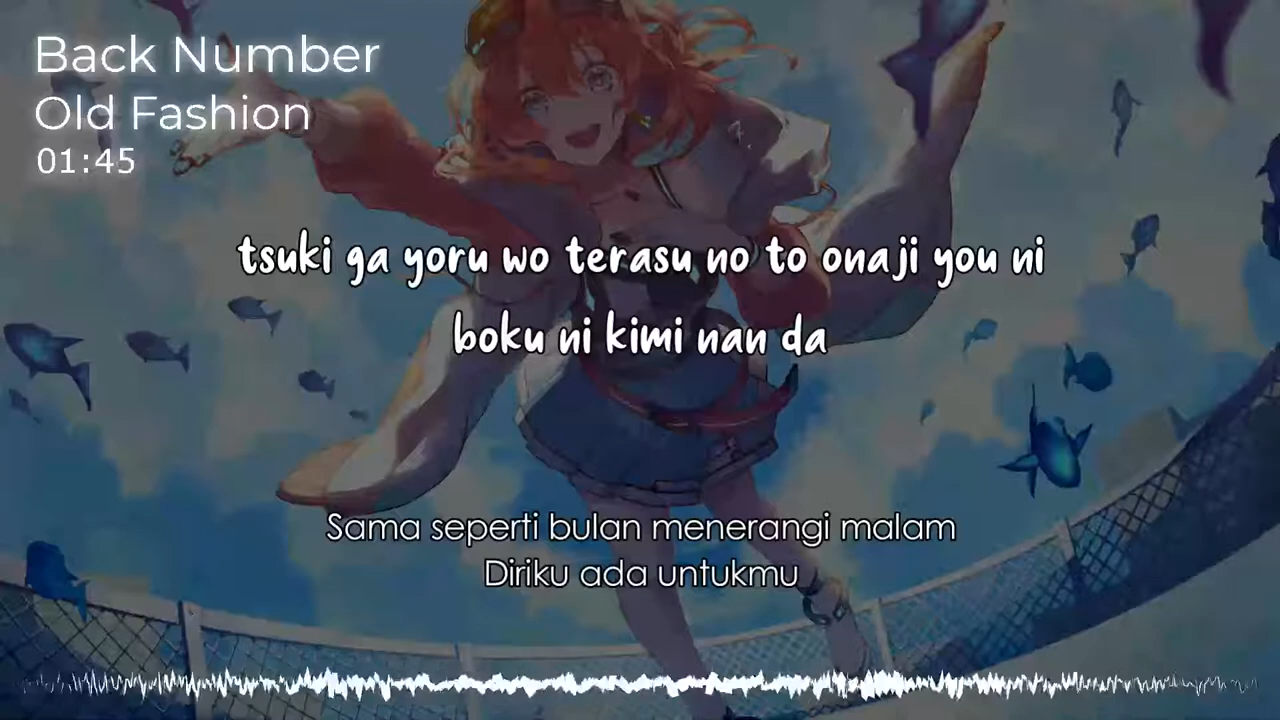 Back Number
Old Fashion
01:45
tsuki ga yoru wo terasu no to onaji you ni
boku ni kimi nan da
Sama seperti bulan menerangi malam
Diriku ada untukmu